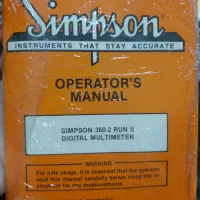 Simpson
INSTRUMENTS THAT STAY ACCURATE
OPERATOR'S
MANUAL
SIMPSON 360-2 RUN II
DIGITAL MULTIMETER
WARNING
For safe usage, it is essential that the operator
read this manual carefully before using the in-
strument for any measurements.